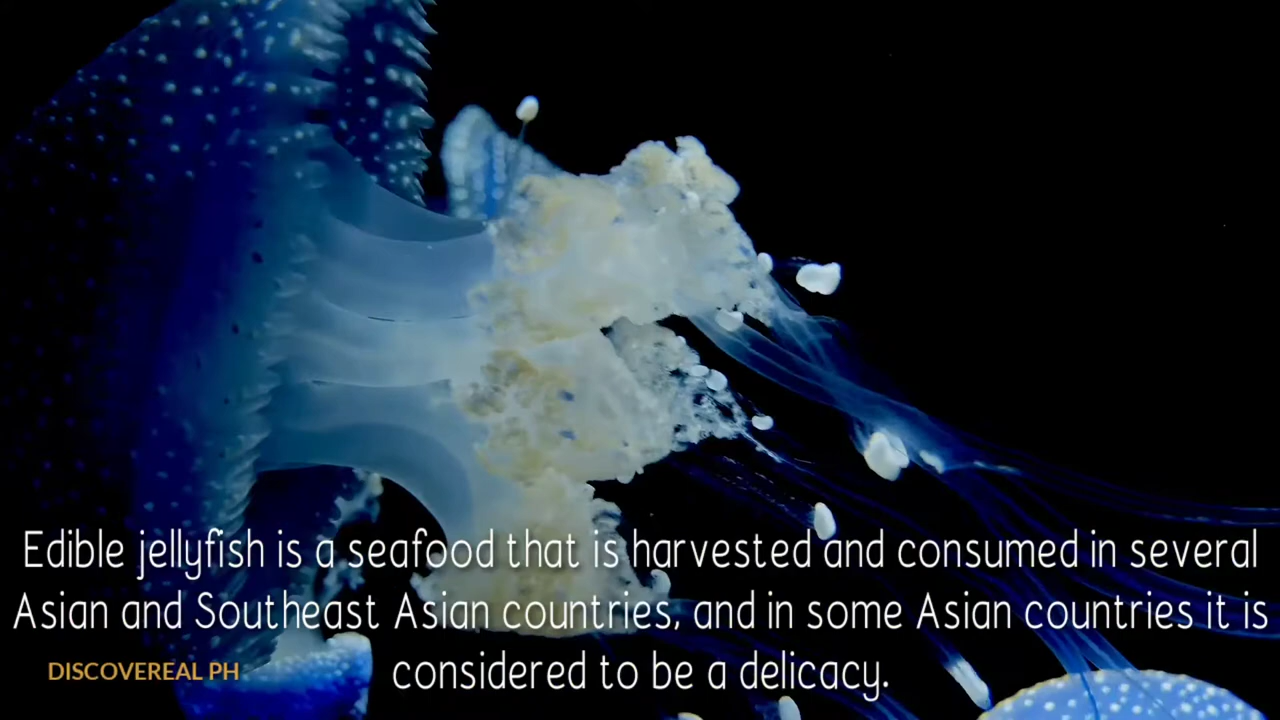 Edible jellyfish is a seafood that is harvested and consumed in several
Asian and Southeast Asian countries, and in some Asian countries it is
considered to be a delicacy.
DISCOVEREAL PH